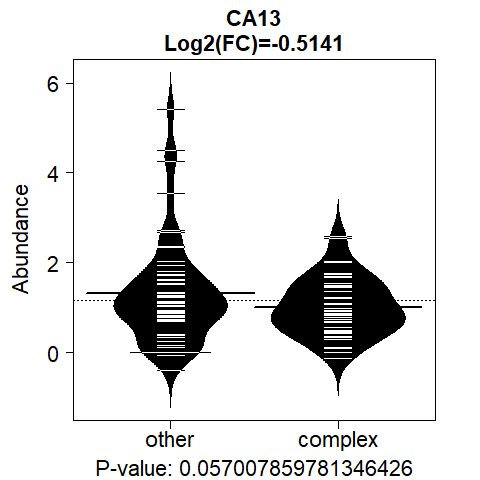 CA13
Log2(FC)=-0.5141
Abundance
6
4
2
0
other complex
P-value: 0.057007859781346426